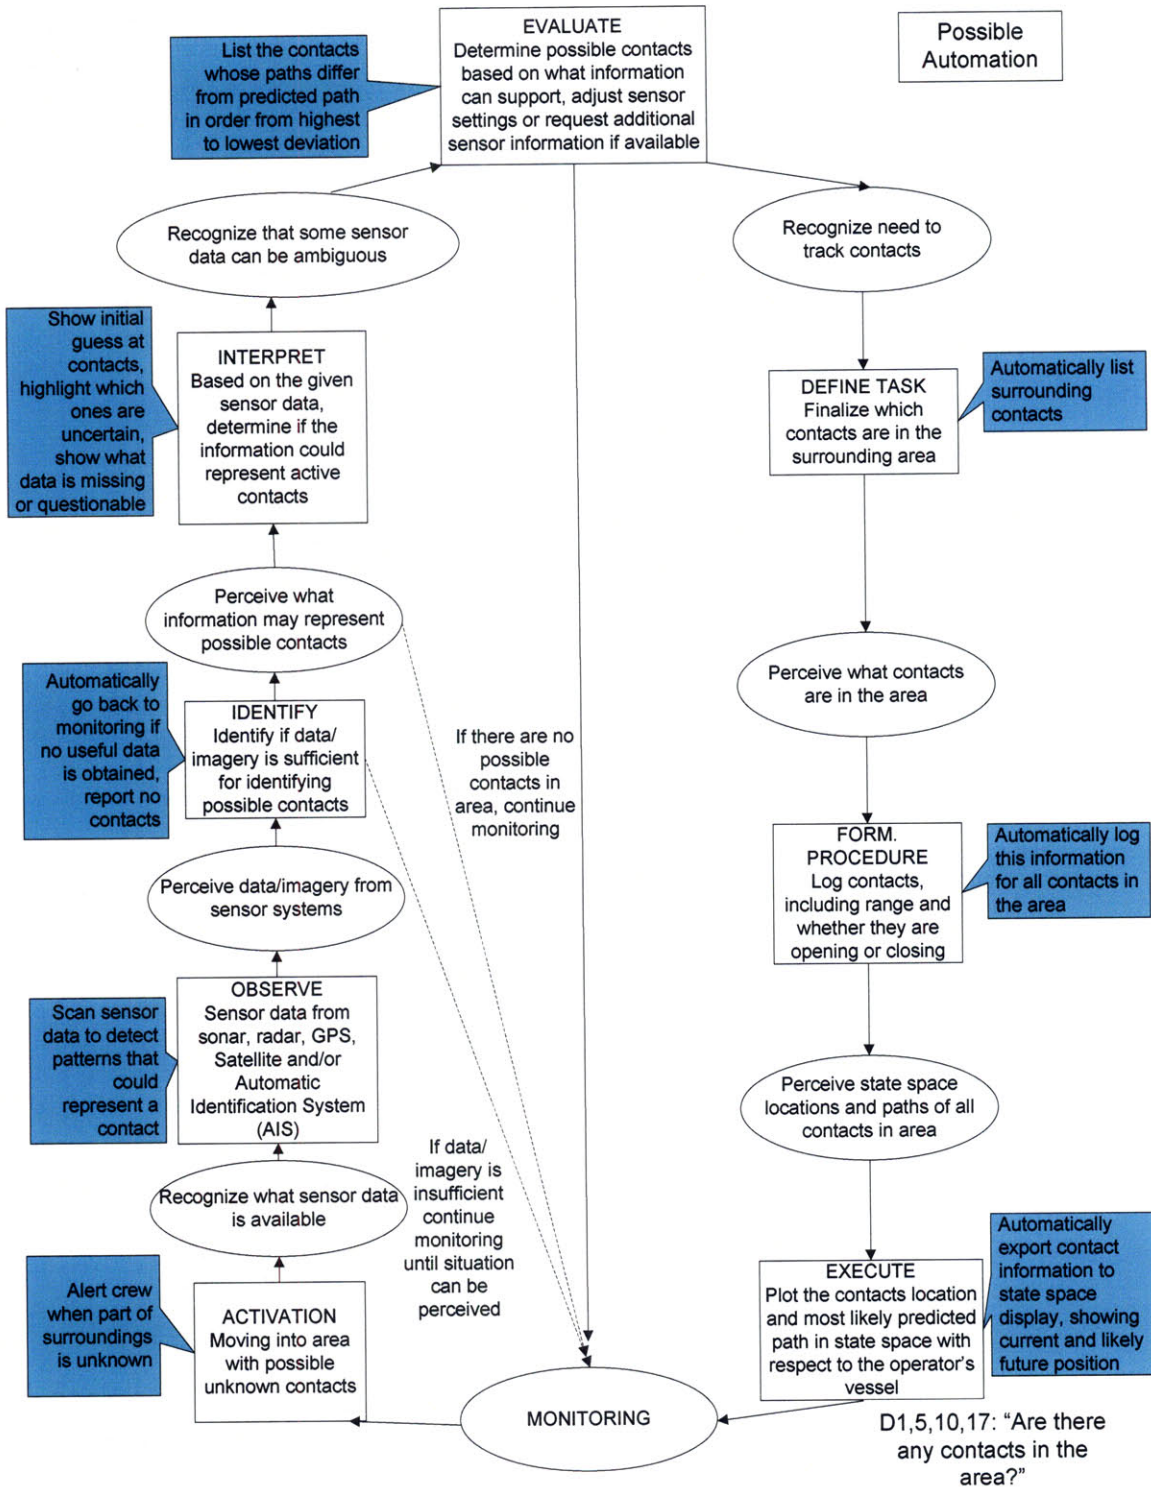 EVALUATE
Determine possible contacts
based on what information
can support, adjust sensor
settings or request additional
sensor information if available
Possible
Automation
List the contacts
whose paths differ
from predicted path
in order from highest
to lowest deviation
Recognize that some sensor
data can be ambiguous
Recognize need to
track contacts
Show initial
guess at
contacts,
highlight which
ones are
uncertain,
show what
data is missing
or questionable
INTERPRET
Based on the given
sensor data,
determine if the
information could
represent active
contacts
DEFINE TASK
Finalize which
contacts are in the
surrounding area
Automatically list
surrounding
contacts
Perceive what
information may represent
possible contacts
Perceive what contacts
are in the area
Automatically
go back to
monitoring if
no useful data
is obtained,
report no
contacts
IDENTIFY
Identify if data/
imagery is sufficient
for identifying
possible contacts
If there are no
possible
contacts in
area, continue
monitoring
FORM.
PROCEDURE
Log contacts,
including range and
whether they are
opening or closing
Automatically log
this information
for all contacts in
the area
Perceive data/imagery from
sensor systems
Scan sensor
data to detect
patterns that
could
represent a
contact
OBSERVE
Sensor data from
sonar, radar, GPS,
Satellite and/or
Automatic
Identification System
(AIS)
Perceive state space
locations and paths of all
contacts in area
If data/
imagery is
insufficient
continue
monitoring
until situation
can be
perceived
Recognize what sensor data
is available
Alert crew
when part of
surroundings
is unknown
ACTIVATION
Moving into area
with possible
unknown contacts
EXECUTE
Plot the contacts location
and most likely predicted
path in state space with
respect to the operator's
vessel
Automatically
export contact
information to
state space
display, showing
current and likely
future position
MONITORING
D1,5,10,17: "Are there
any contacts in the
area?"